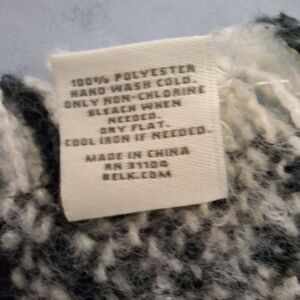 100% POLYESTER
HAND WASH COLD.
ONLY NON-CHLORINE
BLEACH WHEN
NEEDED.
DRY FLAT.
COOL IRON IF NEEDED.
MADE IN CHINA
RN 31104
BELK.COM